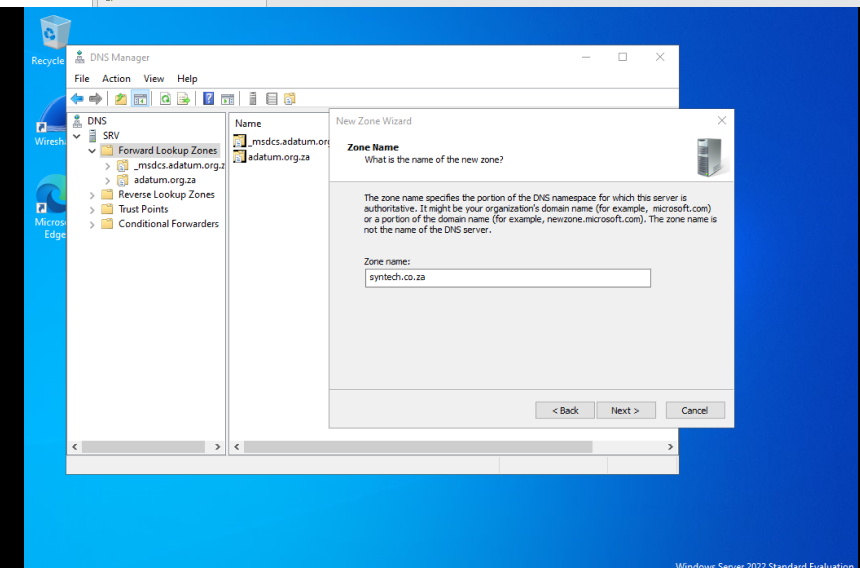 Recycle
DNS Manager
File Action View Help
DNS
SRV
Forward Lookup Zones
_msdcs.adatum.org.z
adatum.org.za
Reverse Lookup Zones
Trust Points
Conditional Forwarders
Name
_msdcs.adatum.org
adatum.org.za
Wiresh
Micros
Edge
New Zone Wizard
Zone Name
What is the name of the new zone?
The zone name specifies the portion of the DNS namespace for which this server is
authoritative. It might be your organization's domain name (for example, microsoft.com)
or a portion of the domain name (for example, newzone.microsoft.com). The zone name is
not the name of the DNS server.
Zone name:
syntech.co.za
< Back Next > Cancel
Windows Server 2022 Standard Evaluation